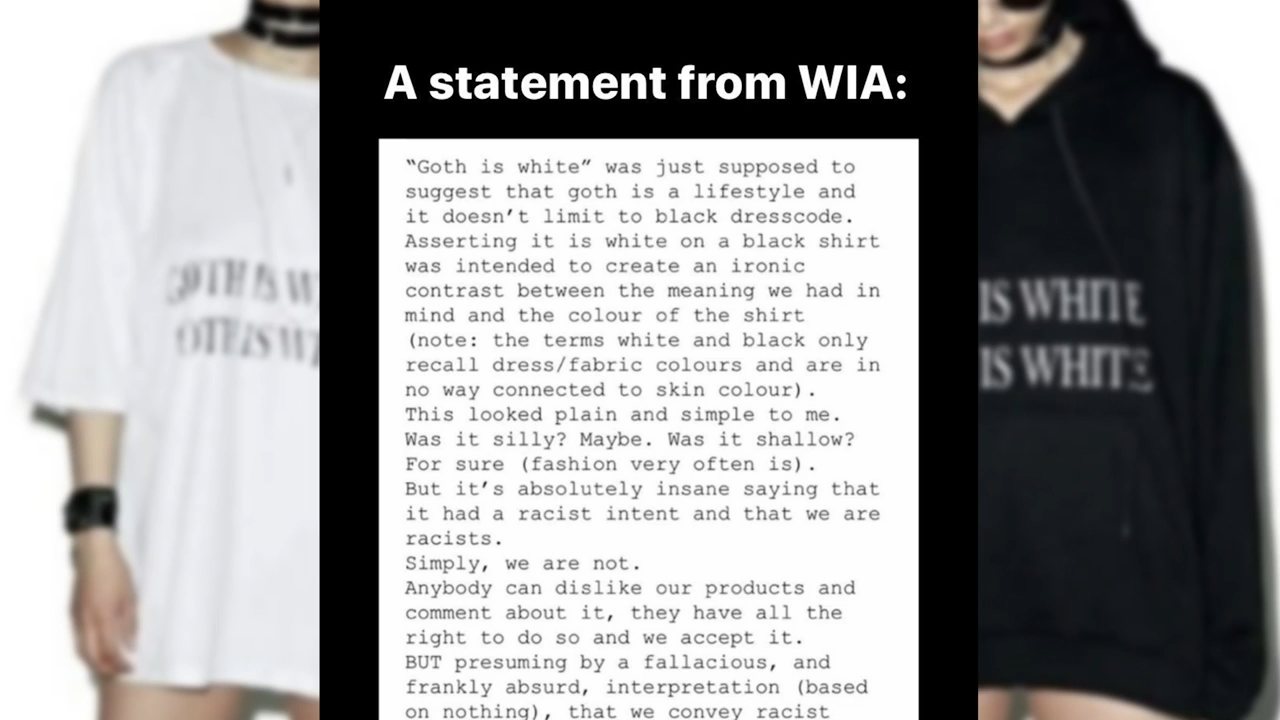 A statement from WIA:
“Goth is white” was just supposed to
suggest that goth is a lifestyle and
it doesn’t limit to black dresscode.
Asserting it is white on a black shirt
was intended to create an ironic
contrast between the meaning we had in
mind and the colour of the shirt
(note: the terms white and black only
recall dress/fabric colours and are in
no way connected to skin colour).
This looked plain and simple to me.
Was it silly? Maybe. Was it shallow?
For sure (fashion very often is).
But it’s absolutely insane saying that
it had a racist intent and that we are
racists.
Simply, we are not.
Anybody can dislike our products and
comment about it, they have all the
right to do so and we accept it.
BUT presuming by a fallacious, and
frankly absurd, interpretation (based
on nothing), that we convey racist
IS WHITE
IS WHITE